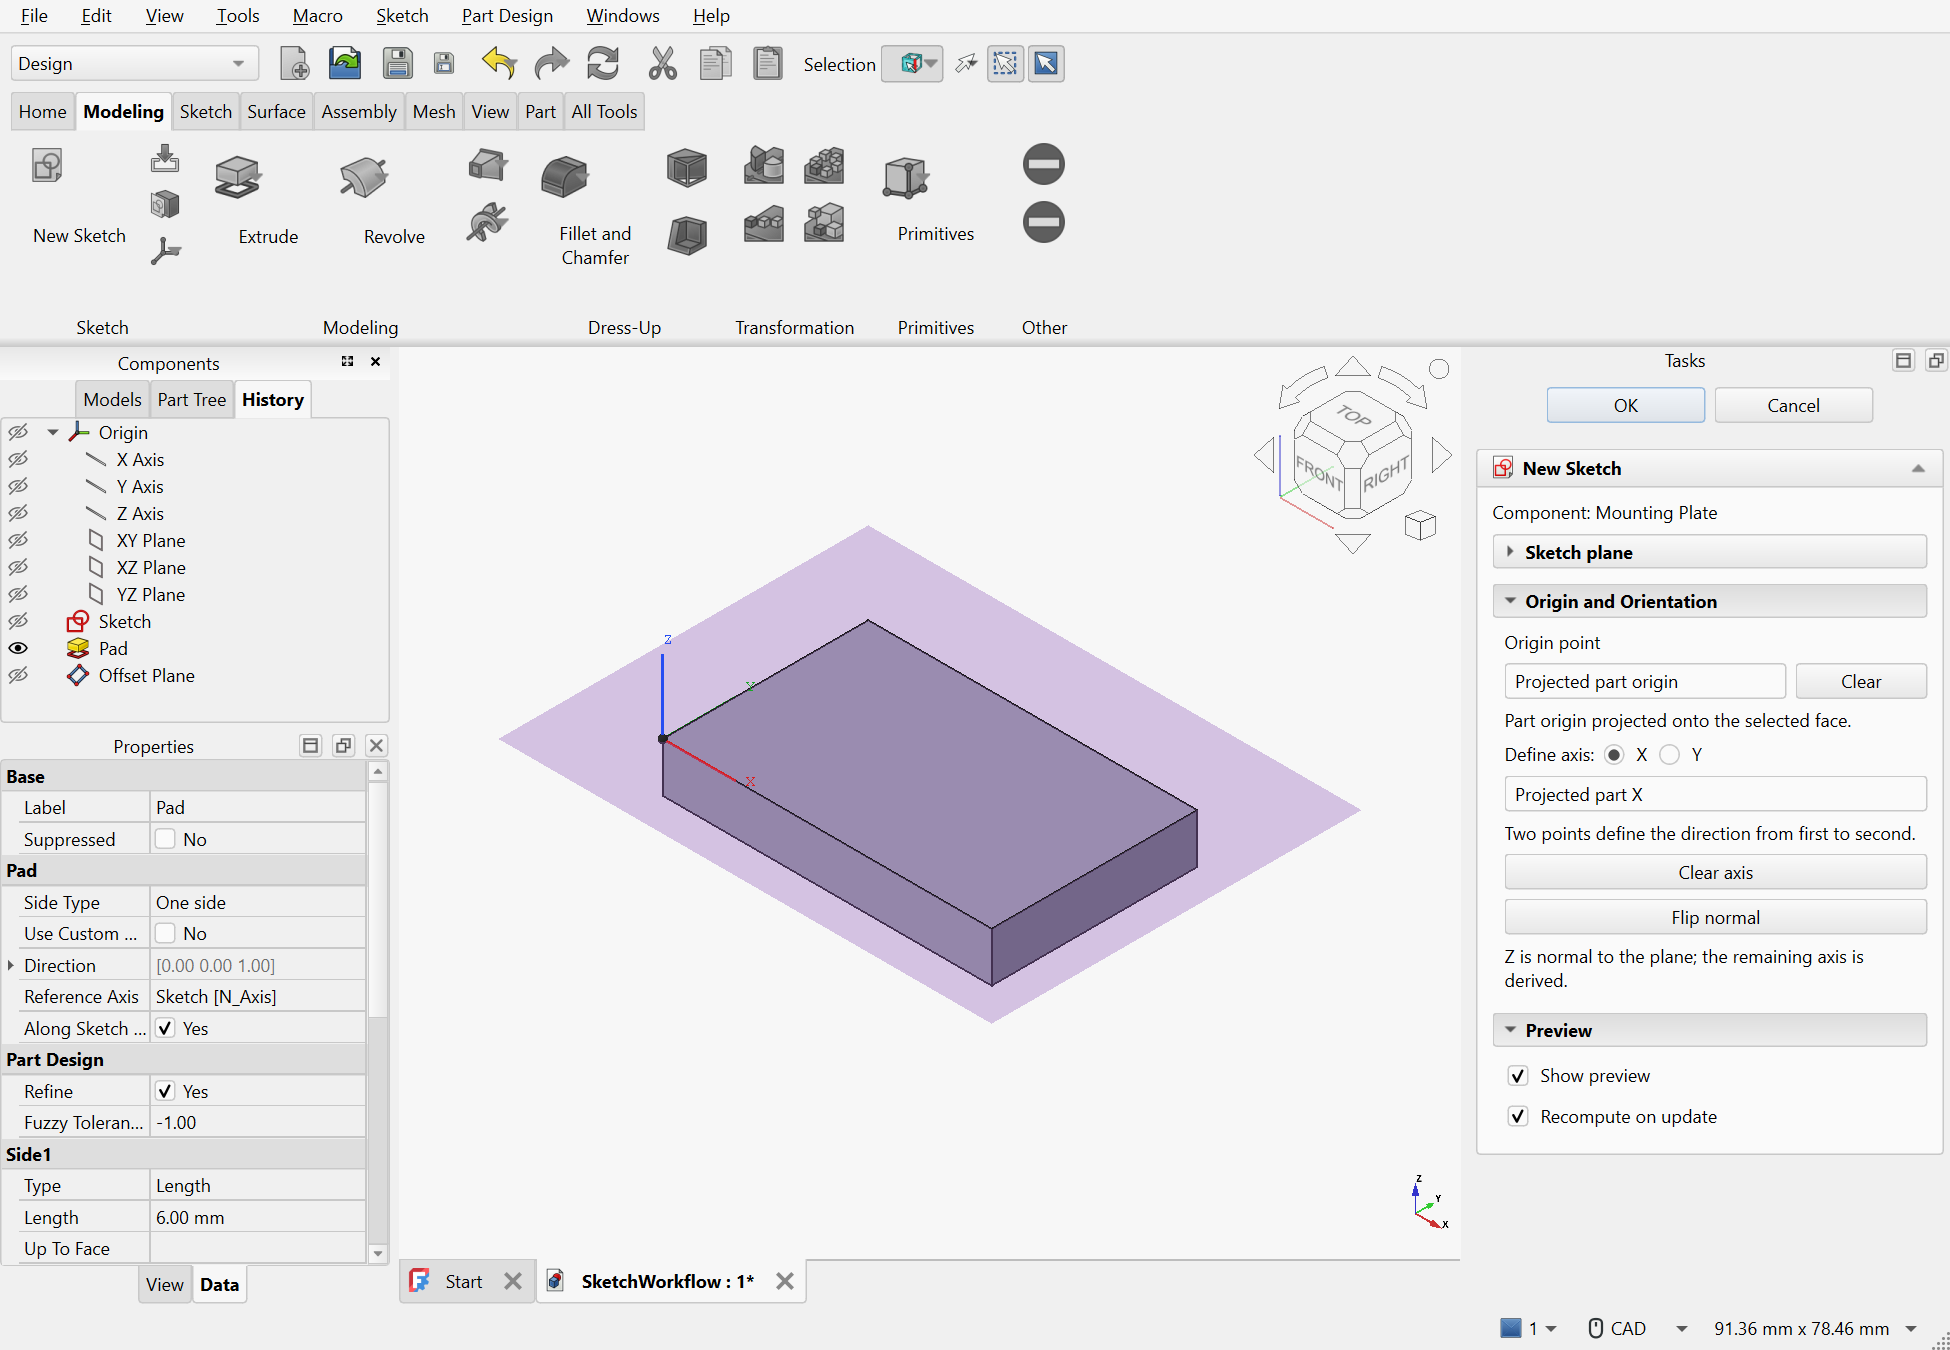 File Edit View Tools Macro Sketch Part Design Windows Help
Design
Selection
Home Modeling Sketch Surface Assembly Mesh View Part All Tools
New Sketch
Extrude
Revolve
Fillet and
Chamfer
Primitives
Sketch Modeling Dress-Up Transformation Primitives Other
Components
Models Part Tree History
Origin
X Axis
Y Axis
Z Axis
XY Plane
XZ Plane
YZ Plane
Sketch
Pad
Offset Plane
Properties
Base
Label Pad
Suppressed No
Pad
Side Type One side
Use Custom ... No
Direction [0.00 0.00 1.00]
Reference Axis Sketch [N_Axis]
Along Sketch ... Yes
Part Design
Refine Yes
Fuzzy Toleran... -1.00
Side1
Type Length
Length 6.00 mm
Up To Face
View Data
TOP
FRONT
RIGHT
Z
Y
X
Z
Y
X
Start
SketchWorkflow : 1*
Tasks
OK Cancel
New Sketch
Component: Mounting Plate
Sketch plane
Origin and Orientation
Origin point
Projected part origin Clear
Part origin projected onto the selected face.
Define axis: X Y
Projected part X
Two points define the direction from first to second.
Clear axis
Flip normal
Z is normal to the plane; the remaining axis is
derived.
Preview
Show preview
Recompute on update
1 CAD 91.36 mm x 78.46 mm